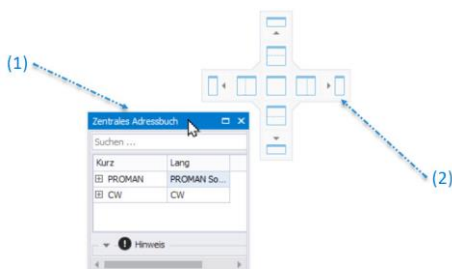 (1)
Zentrales Adressbuch
(2)
Suchen ...
Kurz Lang
PROMAN PROMAN So...
CW CW
Hinweis